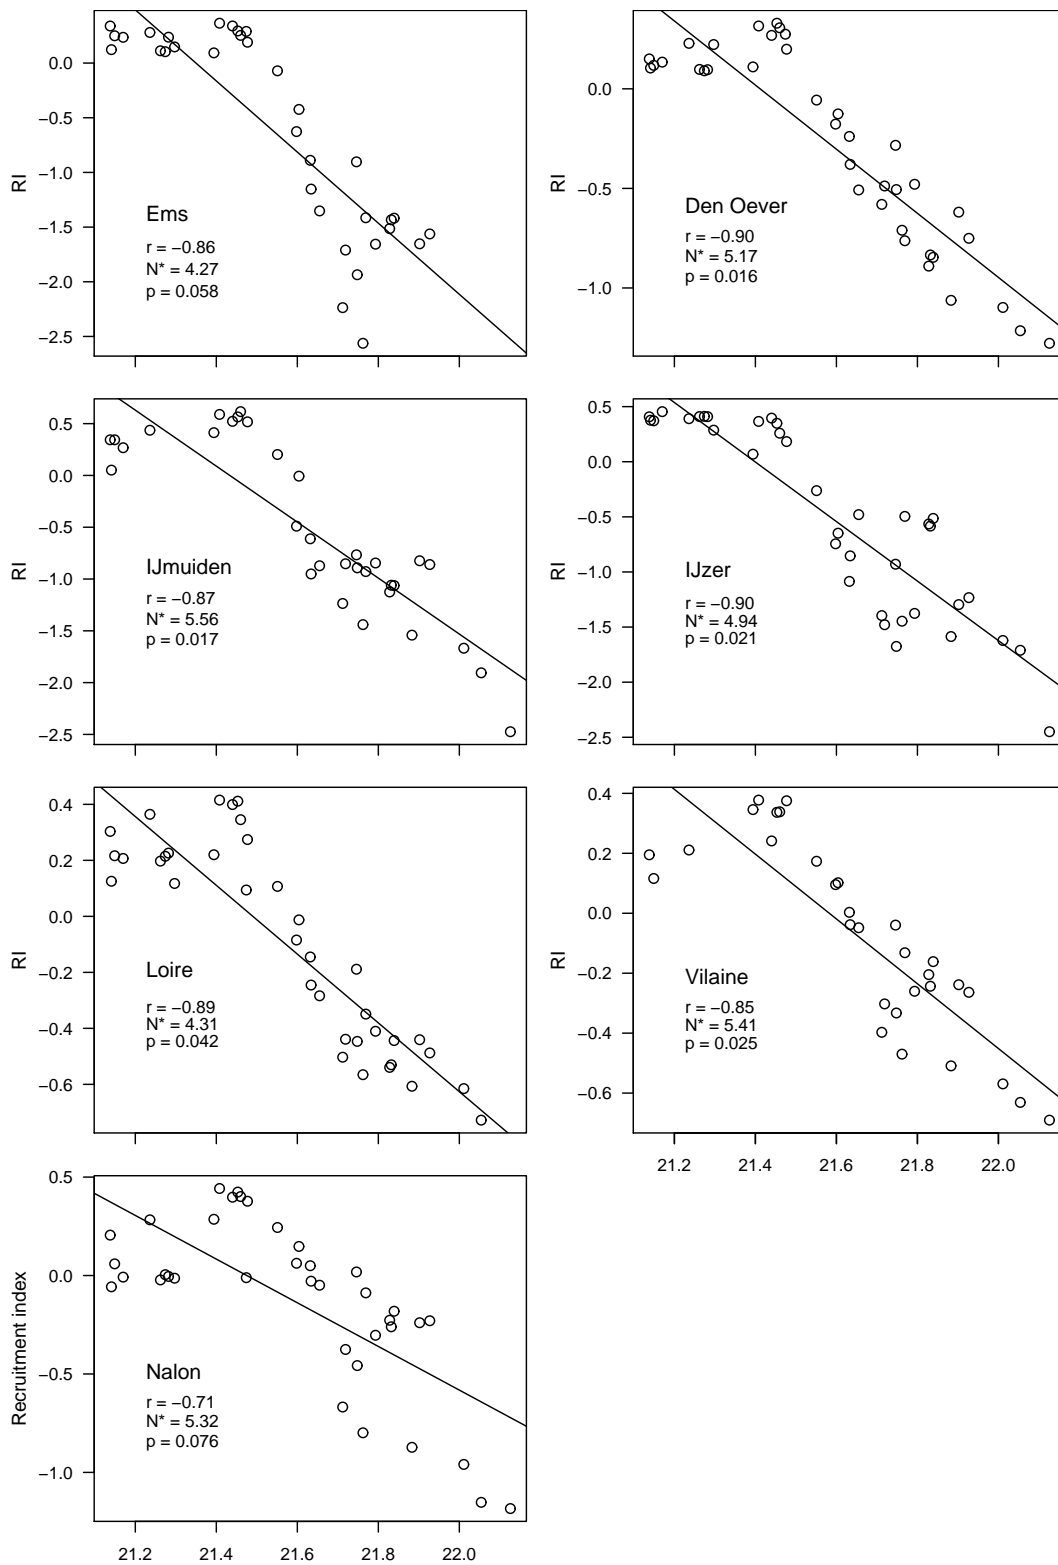 0.0
−0.5
−1.0
−1.5
−2.0
−2.5
RI
Ems
r = −0.86
N* = 4.27
p = 0.058
0.0
−0.5
−1.0
RI
Den Oever
r = −0.90
N* = 5.17
p = 0.016
0.5
0.0
−0.5
−1.0
−1.5
−2.0
−2.5
RI
IJmuiden
r = −0.87
N* = 5.56
p = 0.017
0.5
0.0
−0.5
−1.0
−1.5
−2.0
−2.5
RI
IJzer
r = −0.90
N* = 4.94
p = 0.021
0.4
0.2
0.0
−0.2
−0.4
−0.6
RI
Loire
r = −0.89
N* = 4.31
p = 0.042
0.4
0.2
0.0
−0.2
−0.4
−0.6
RI
Vilaine
r = −0.85
N* = 5.41
p = 0.025
21.2 21.4 21.6 21.8 22.0
0.5
0.0
−0.5
−1.0
Recruitment index
Nalon
r = −0.71
N* = 5.32
p = 0.076
21.2 21.4 21.6 21.8 22.0